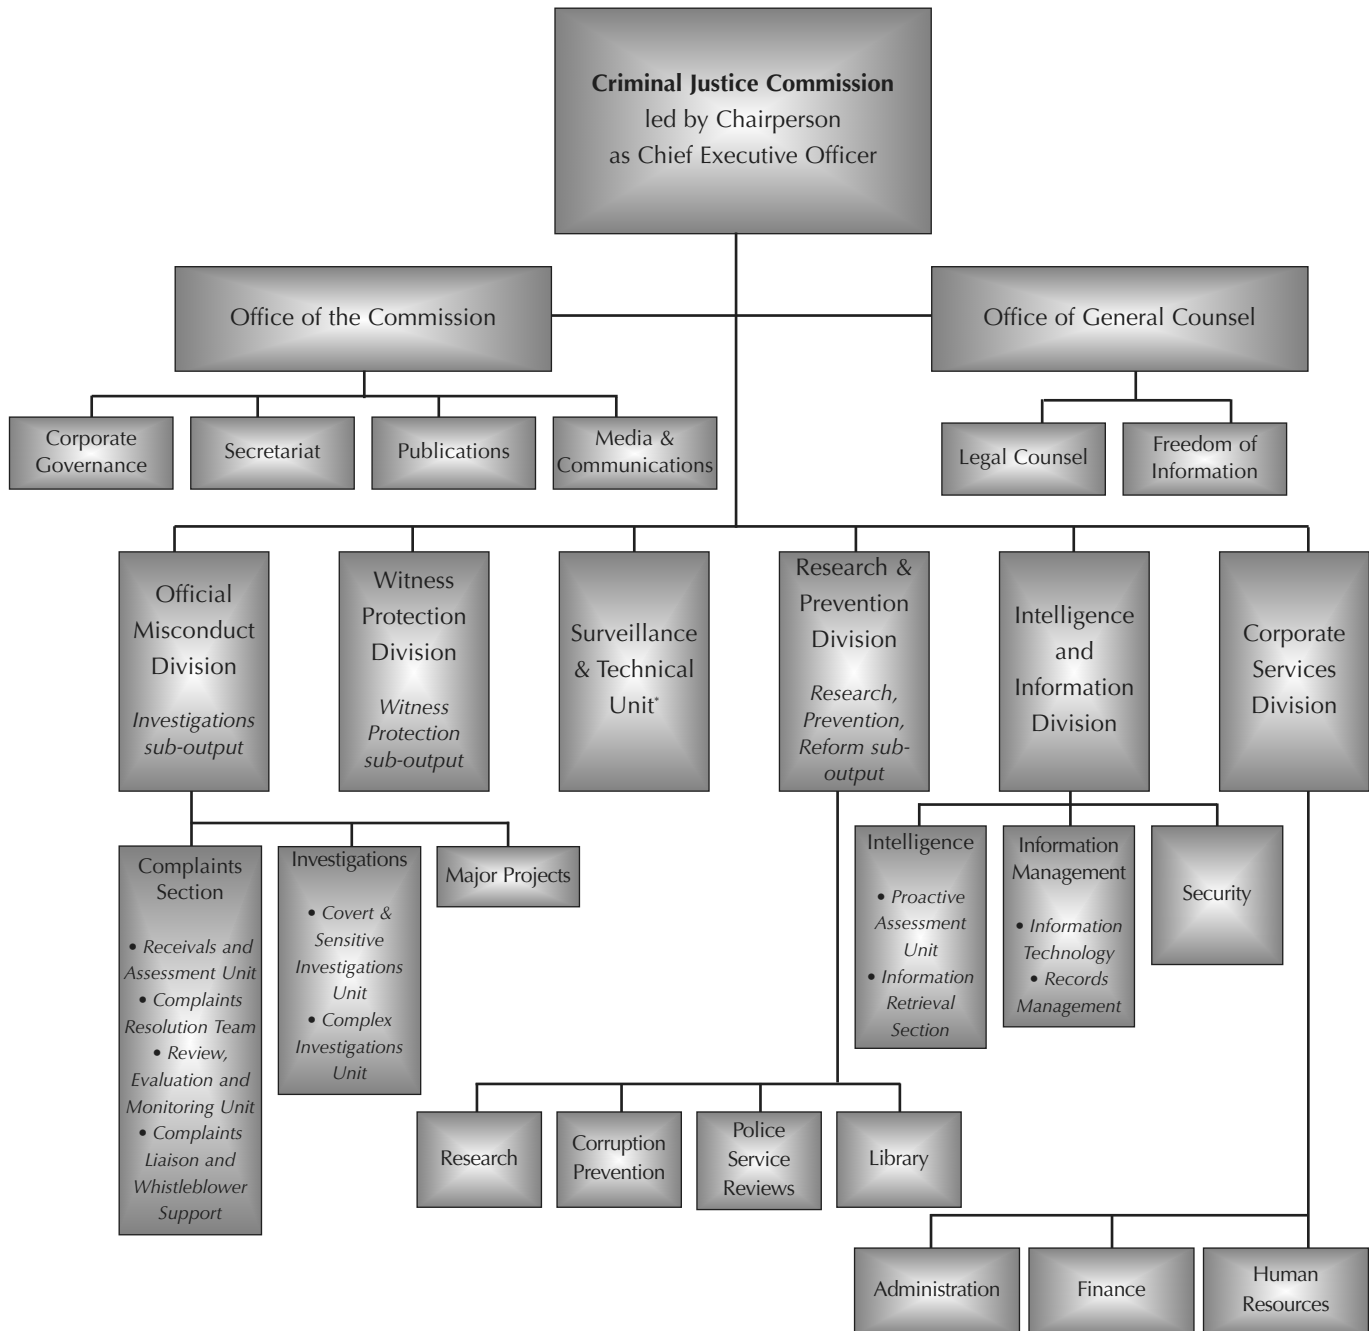 Criminal Justice Commission
led by Chairperson
as Chief Executive Officer
Office of the Commission
Office of General Counsel
Corporate
Governance
Secretariat
Publications
Media &
Communications
Legal Counsel
Freedom of
Information
Official
Misconduct
Division
Investigations
sub-output
Witness
Protection
Division
Witness
Protection
sub-output
Surveillance
& Technical
Unit*
Research &
Prevention
Division
Research,
Prevention,
Reform sub-
output
Intelligence
and
Information
Division
Corporate
Services
Division
Complaints
Section
• Receivals and
Assessment Unit
• Complaints
Resolution Team
• Review,
Evaluation and
Monitoring Unit
• Complaints
Liaison and
Whistleblower
Support
Investigations
• Covert &
Sensitive
Investigations
Unit
• Complex
Investigations
Unit
Major Projects
Intelligence
• Proactive
Assessment
Unit
• Information
Retrieval
Section
Information
Management
• Information
Technology
• Records
Management
Security
Research
Corruption
Prevention
Police
Service
Reviews
Library
Administration
Finance
Human
Resources